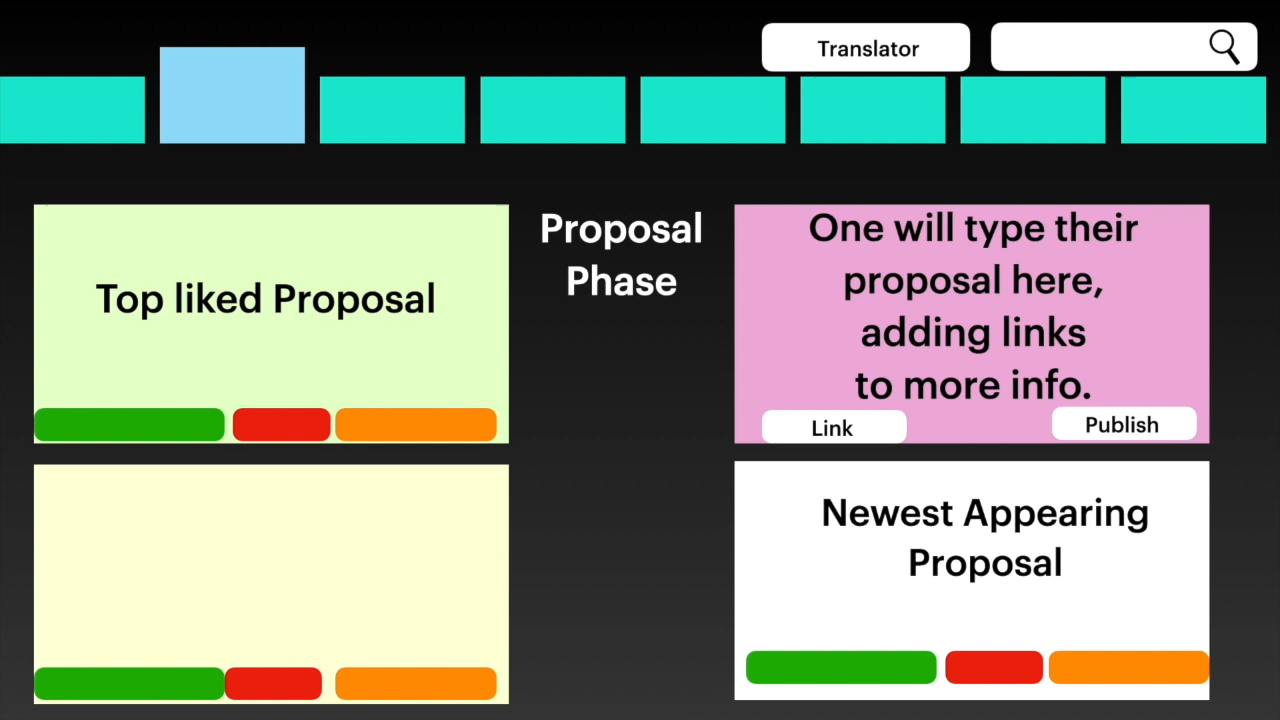 Translator
Top liked Proposal
Proposal
Phase
One will type their
proposal here,
adding links
to more info.
Link
Publish
Newest Appearing
Proposal